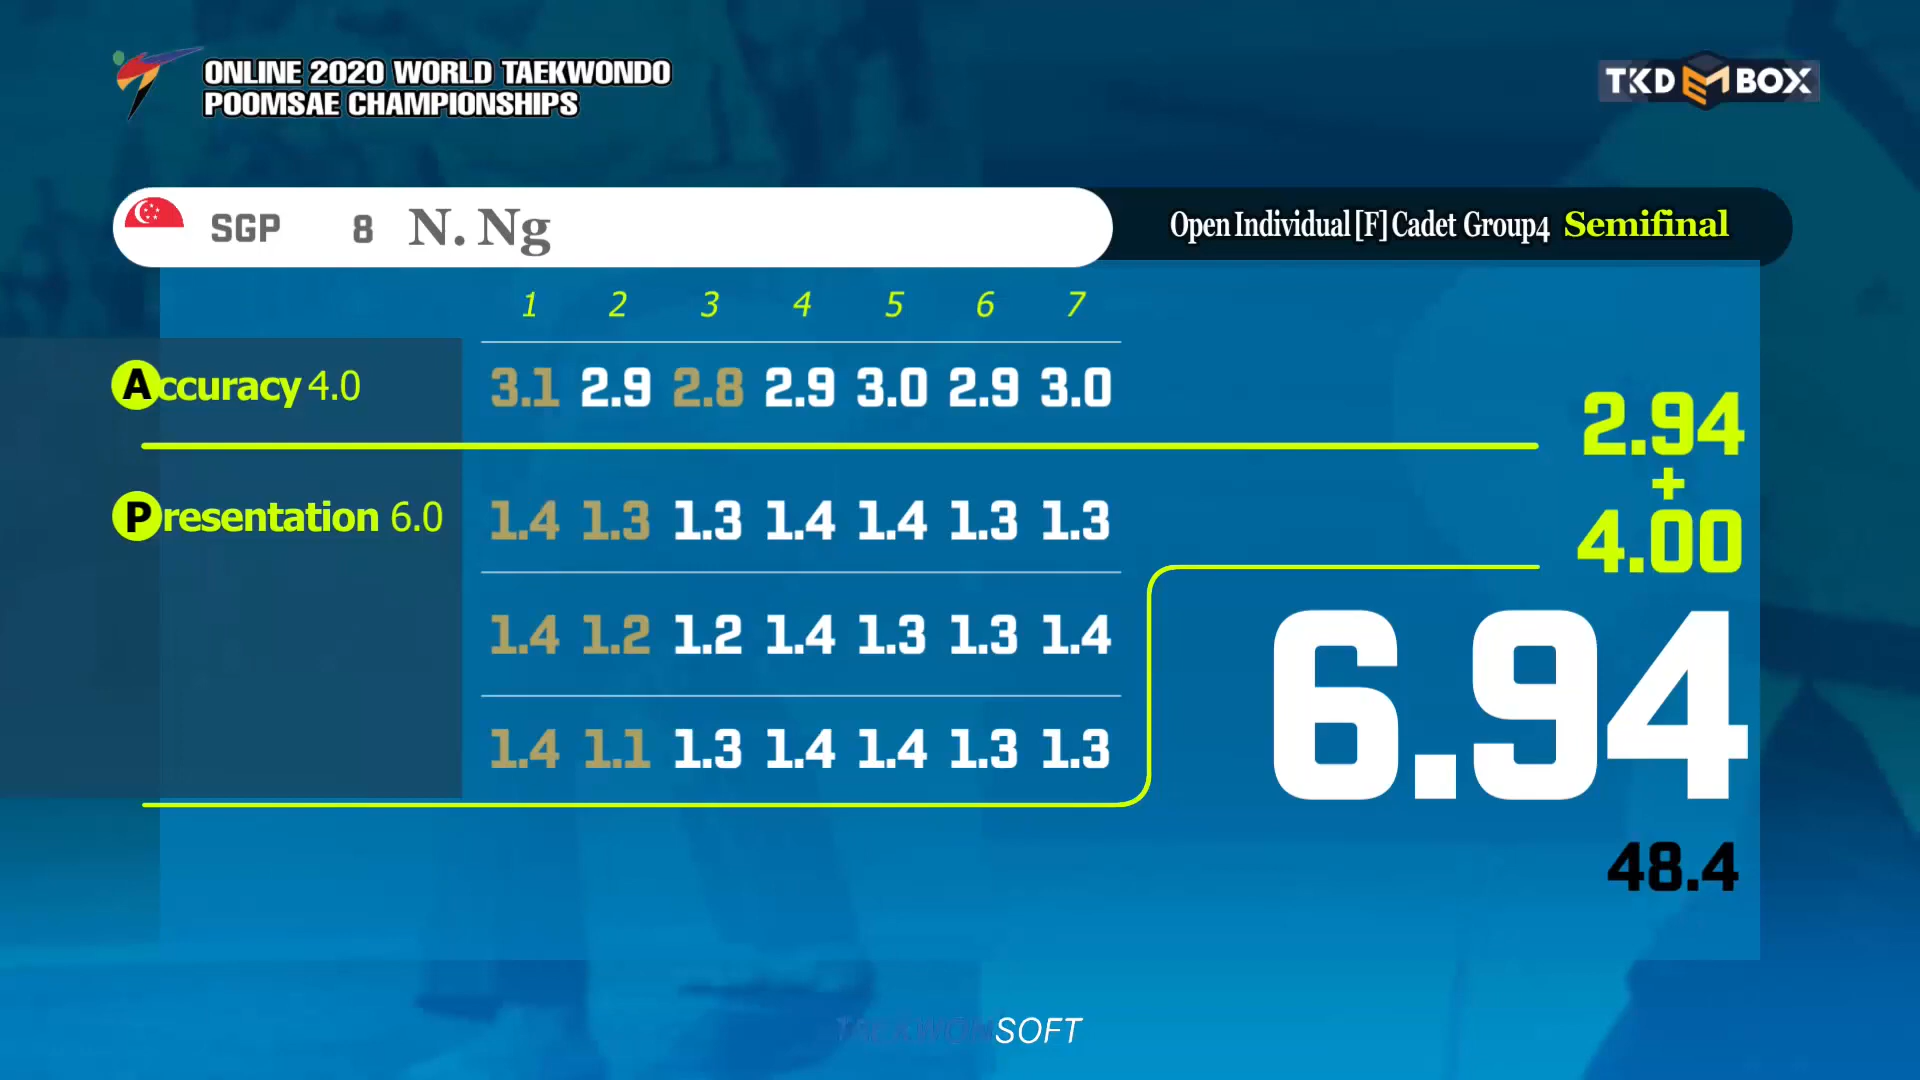 ONLINE 2020 WORLD TAEKWONDO
POOMSAE CHAMPIONSHIPS
TKD BOX
SGP 8 N. Ng
Open Individual [F] Cadet Group4 Semifinal
1 2 3 4 5 6 7
Accuracy 4.0 3.1 2.9 2.8 2.9 3.0 2.9 3.0
2.94
+
4.00
Presentation 6.0 1.4 1.3 1.3 1.4 1.4 1.3 1.3
1.4 1.2 1.2 1.4 1.3 1.3 1.4
1.4 1.1 1.3 1.4 1.4 1.3 1.3
6.94
48.4
TAEKWONSOFT